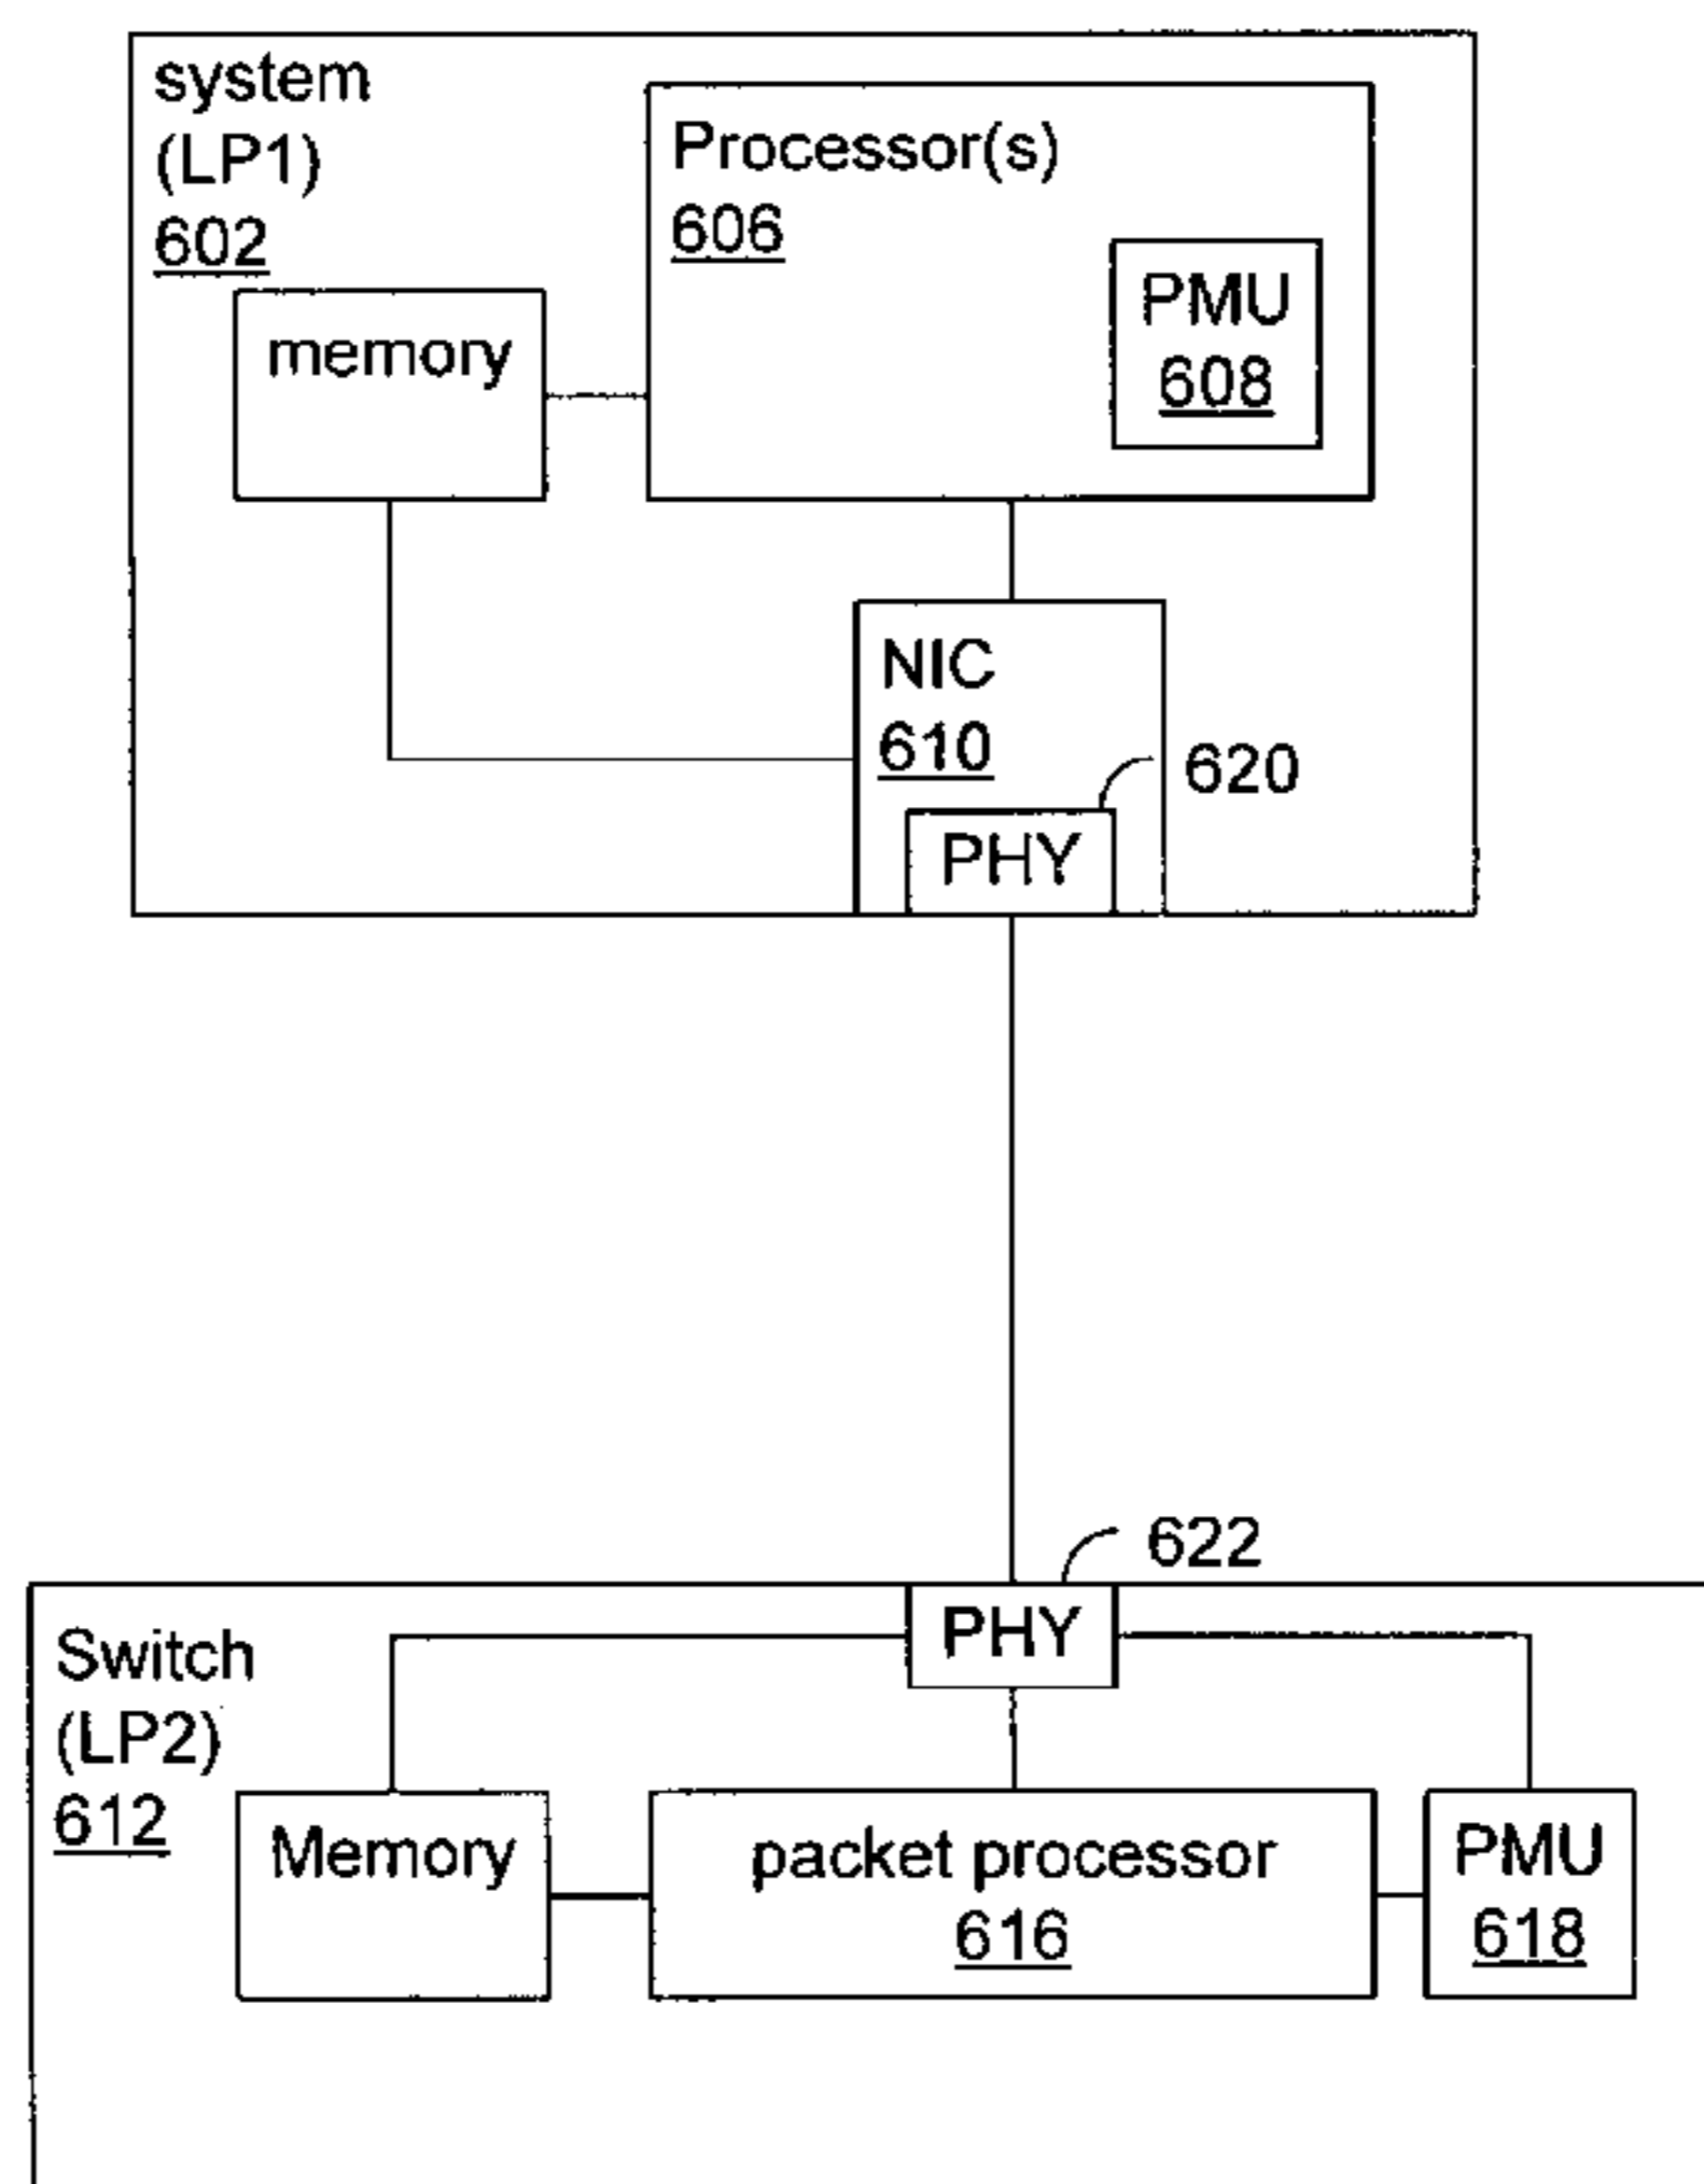 system
(LP1)
602
Processor(s)
606
PMU
608
memory
NIC
610
620
PHY
622
PHY
Switch
(LP2)
612
Memory
packet processor
616
PMU
618